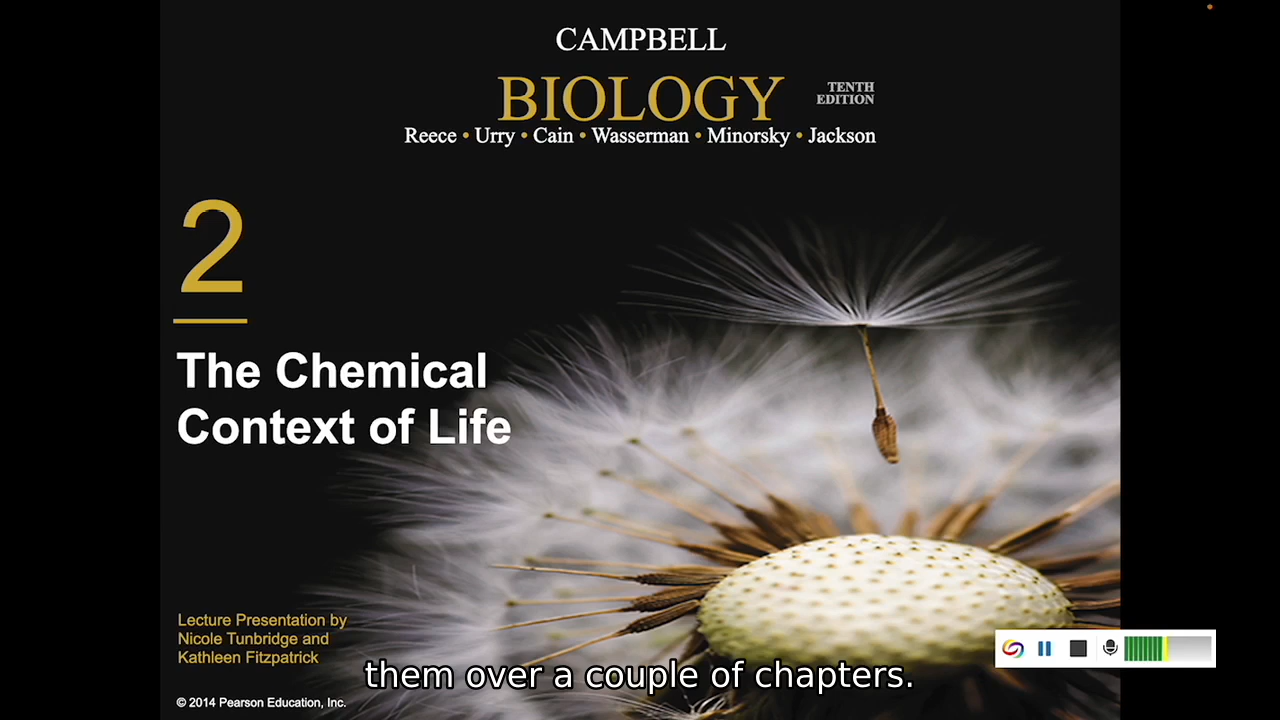 CAMPBELL
BIOLOGY
TENTH
EDITION
Reece • Urry • Cain • Wasserman • Minorsky • Jackson
2
The Chemical
Context of Life
Lecture Presentation by
Nicole Tunbridge and
Kathleen Fitzpatrick
them over a couple of chapters.
© 2014 Pearson Education, Inc.